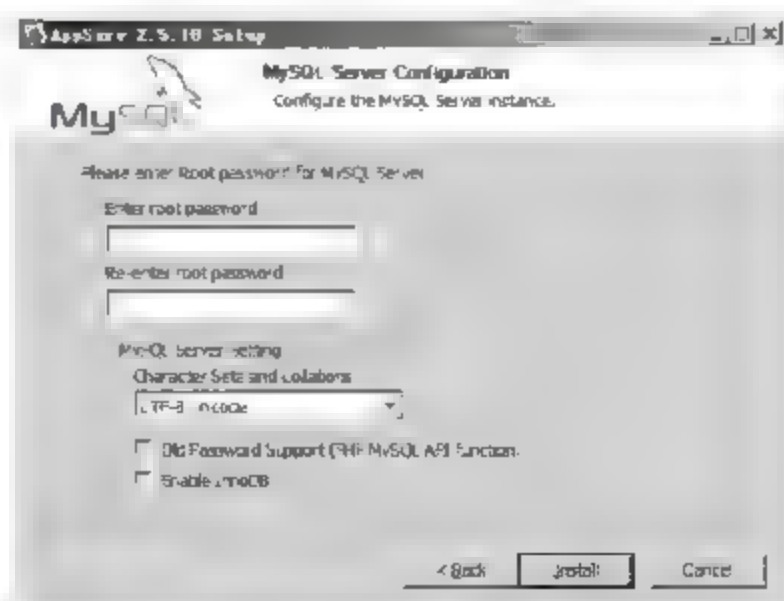 AppServ 2.5.10 Setup
MySQL Server Configuration
Configure the MySQL Server instance.
MySQL
Please enter Root password for MySQL Server
Enter root password
Re-enter root password
MySQL Server Setting
Character Sets and Collations
UTF-8 Unicode
Old Password Support (PHP MySQL API function.
Enable InnoDB
< Back
Install
Cancel